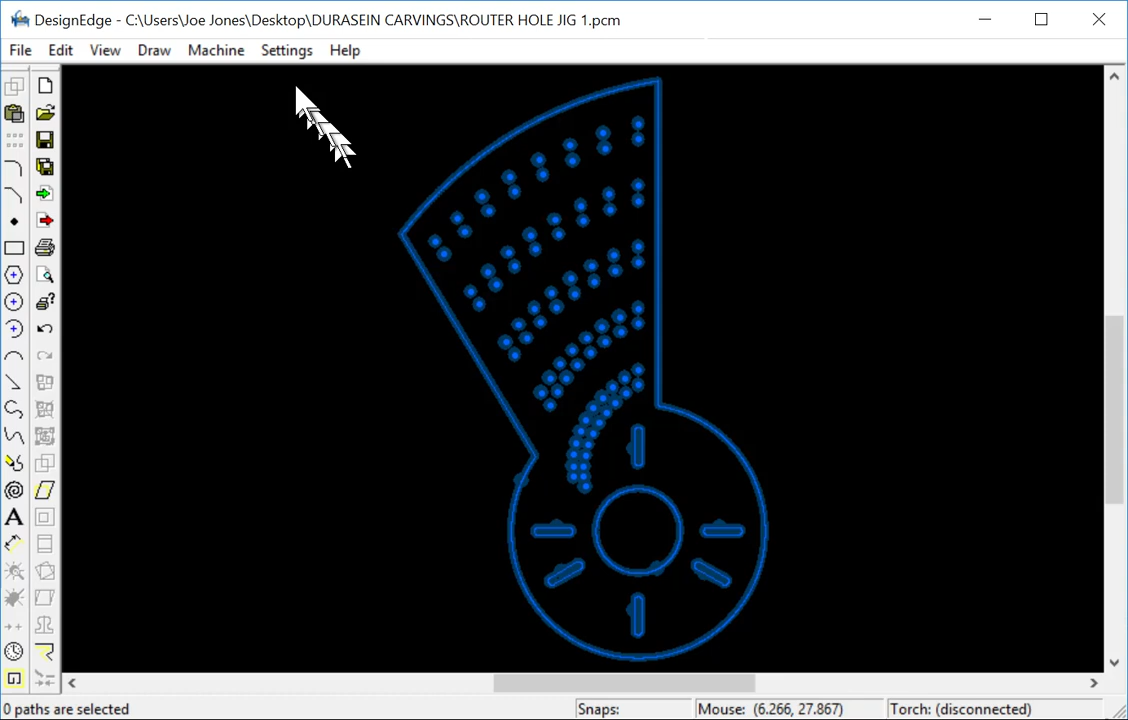 DesignEdge - C:\Users\Joe Jones\Desktop\DURASEIN CARVINGS\ROUTER HOLE JIG 1.pcm
File Edit View Draw Machine Settings Help
A
0 paths are selected
Snaps:
Mouse: (6.266, 27.867)
Torch: (disconnected)